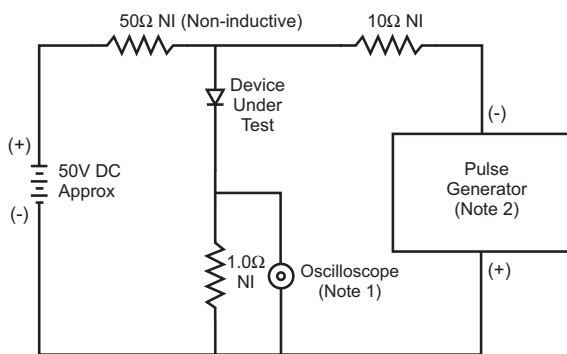 50Ω NI (Non-inductive)
10Ω NI
Device
Under
Test
(-)
(+)
50V DC
Approx
(-)
Pulse
Generator
(Note 2)
1.0Ω
NI
Oscilloscope
(Note 1)
(+)